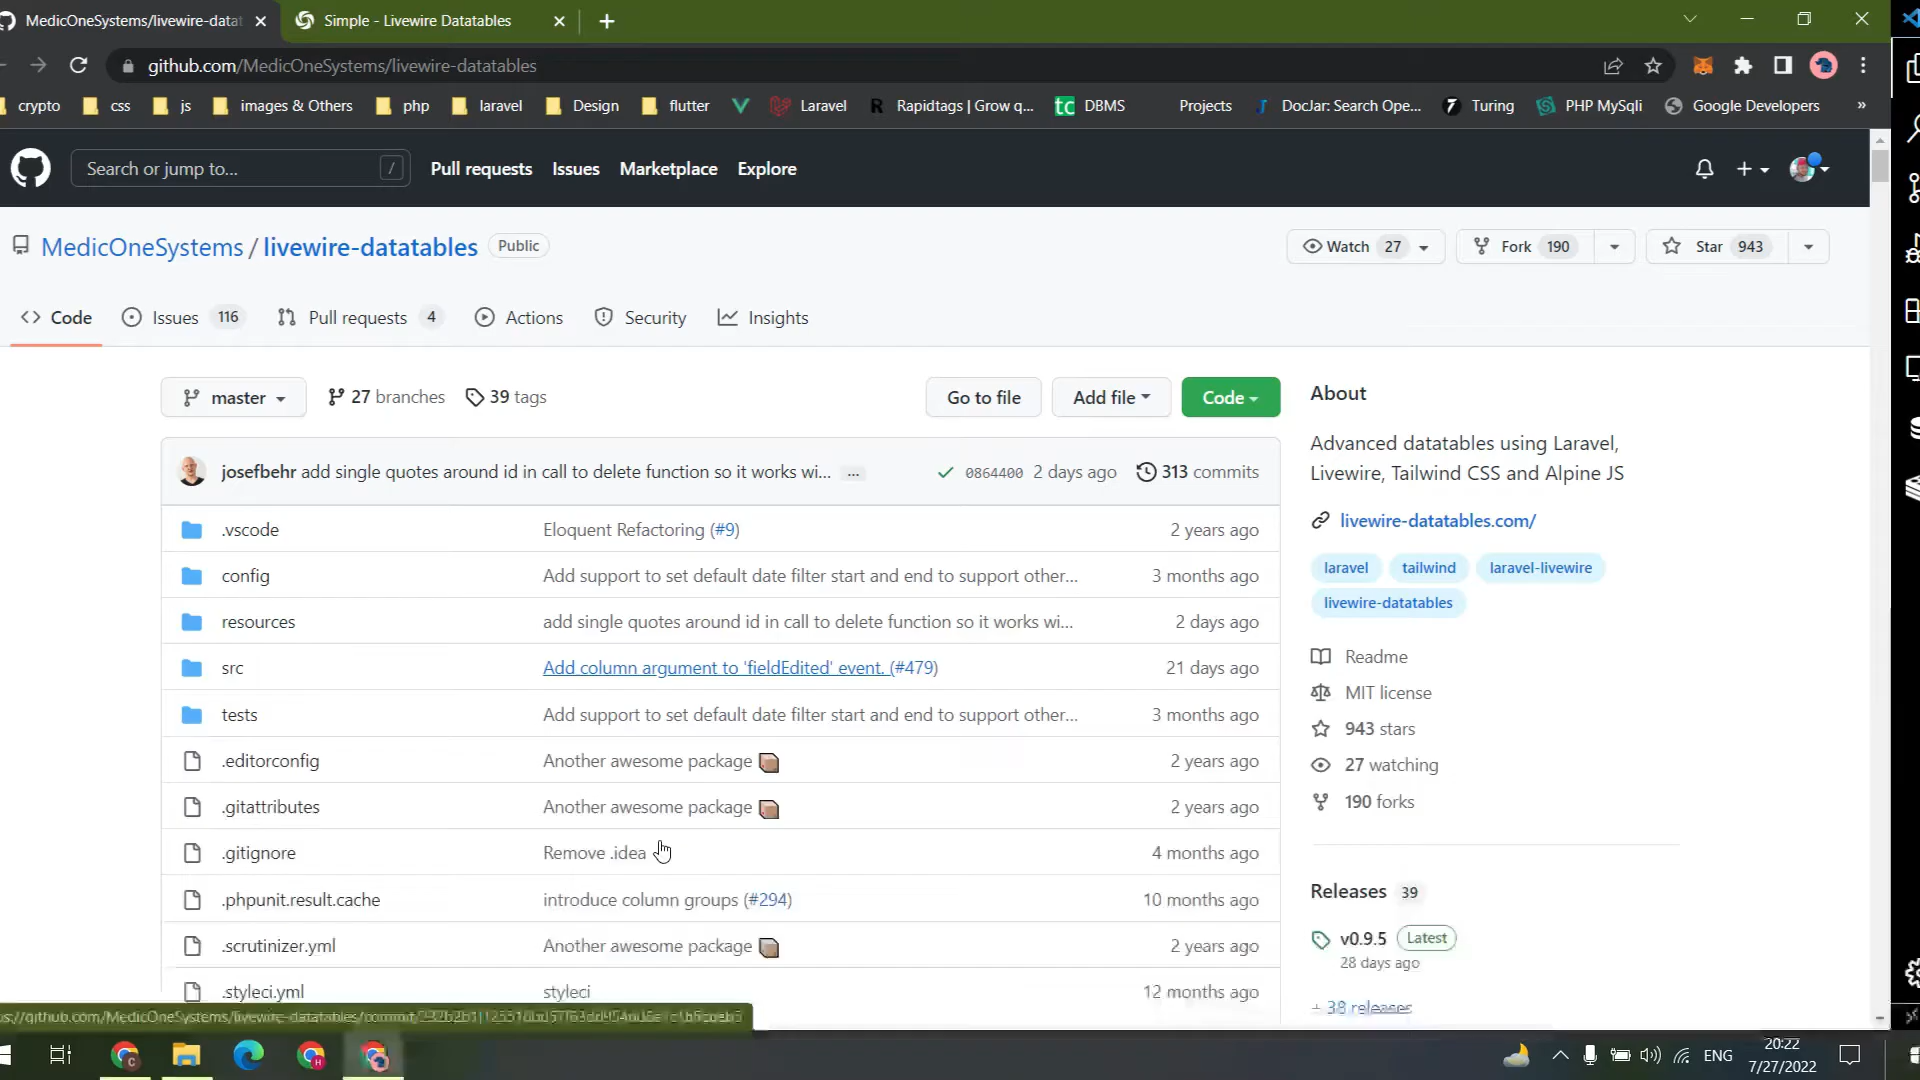 MedicOneSystems/livewire-datat
Simple - Livewire Datatables
github.com/MedicOneSystems/livewire-datatables
crypto css js images & Others php laravel Design flutter Laravel R Rapidtags | Grow q... tc DBMS Projects DocJar: Search Ope... Turing PHP MySqli Google Developers »
Search or jump to... /
Pull requests Issues Marketplace Explore
MedicOneSystems / livewire-datatables Public
Watch 27 Fork 190 Star 943
Code Issues 116 Pull requests 4 Actions Security Insights
master 27 branches 39 tags
Go to file Add file Code
josefbehr add single quotes around id in call to delete function so it works wi... ... 0864400 2 days ago 313 commits
.vscode Eloquent Refactoring (#9) 2 years ago
config Add support to set default date filter start and end to support other... 3 months ago
resources add single quotes around id in call to delete function so it works wi... 2 days ago
src Add column argument to 'fieldEdited' event. (#479) 21 days ago
tests Add support to set default date filter start and end to support other... 3 months ago
.editorconfig Another awesome package 2 years ago
.gitattributes Another awesome package 2 years ago
.gitignore Remove .idea 4 months ago
.phpunit.result.cache introduce column groups (#294) 10 months ago
.scrutinizer.yml Another awesome package 2 years ago
.styleci.yml styleci 12 months ago
About
Advanced datatables using Laravel,
Livewire, Tailwind CSS and Alpine JS
livewire-datatables.com/
laravel tailwind laravel-livewire
livewire-datatables
Readme
MIT license
943 stars
27 watching
190 forks
Releases 39
v0.9.5 Latest
28 days ago
+ 38 releases
s://github.com/MedicOneSystems/livewire-datatables/commit/
ENG
20:22
7/27/2022